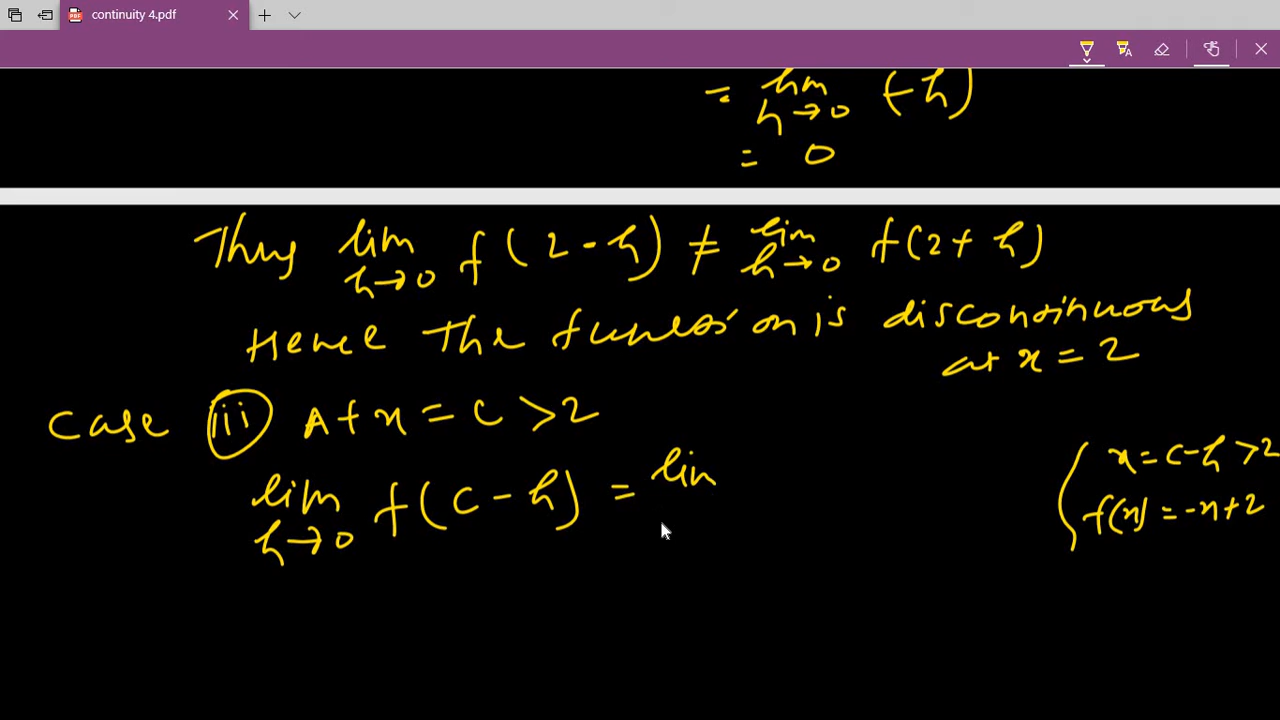 continuity 4.pdf
= lim (-h)
h→0
= 0
Thus lim f(2-h) ≠ lim f(2+h)
h→0 h→0
Hence the function is discontinuous
at x = 2
Case (iii) At x = c > 2
x = c-h > 2
lim f(c-h) = lin
h→0
f(x) = -x+2